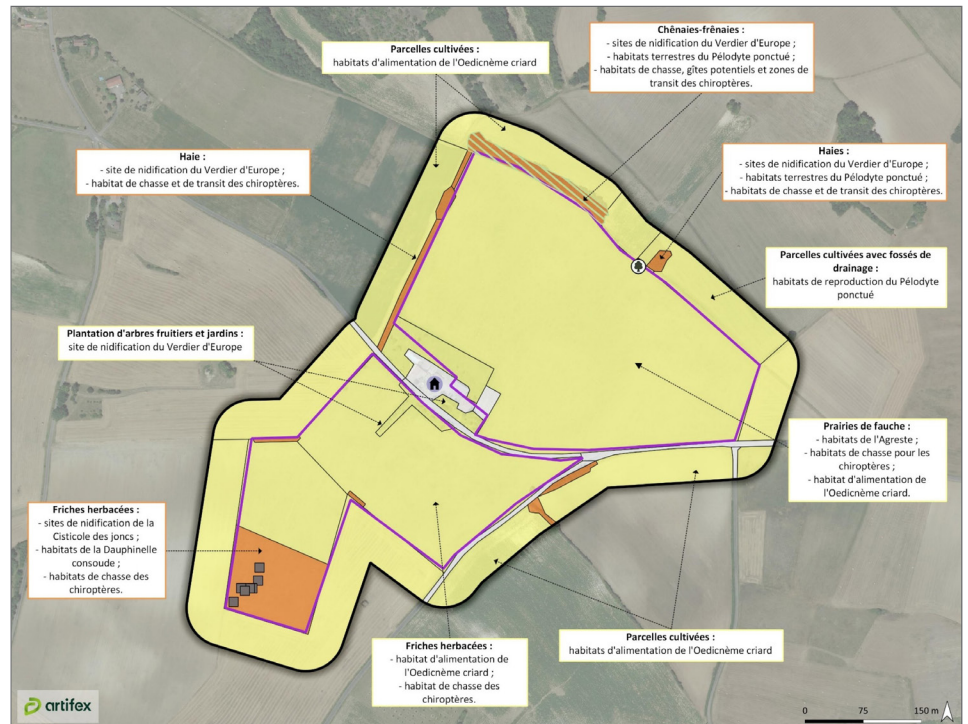 Parcelles cultivées :
habitats d'alimentation de l'Oedicnème criard
Chênaies-frênaies :
- sites de nidification du Verdier d'Europe ;
- habitats terrestres du Pélodyte ponctué ;
- habitats de chasse, gîtes potentiels et zones de
transit des chiroptères.
Haie :
- site de nidification du Verdier d'Europe ;
- habitat de chasse et de transit des chiroptères.
Haies :
- sites de nidification du Verdier d'Europe ;
- habitats terrestres du Pélodyte ponctué ;
- habitats de chasse et de transit des chiroptères.
Parcelles cultivées avec fossés de
drainage :
habitats de reproduction du Pélodyte
ponctué
Plantation d'arbres fruitiers et jardins :
site de nidification du Verdier d'Europe
Prairies de fauche :
- habitats de l'Agreste ;
- habitats de chasse pour les
chiroptères ;
- habitat d'alimentation de
l'Oedicnème criard.
Friches herbacées :
- sites de nidification de la
Cisticole des joncs ;
- habitats de la Dauphinelle
consoude ;
- habitats de chasse des
chiroptères.
Friches herbacées :
- habitat d'alimentation de
l'Oedicnème criard ;
- habitat de chasse des
chiroptères.
Parcelles cultivées :
habitats d'alimentation de l'Oedicnème criard
artifex
0 75 150 m